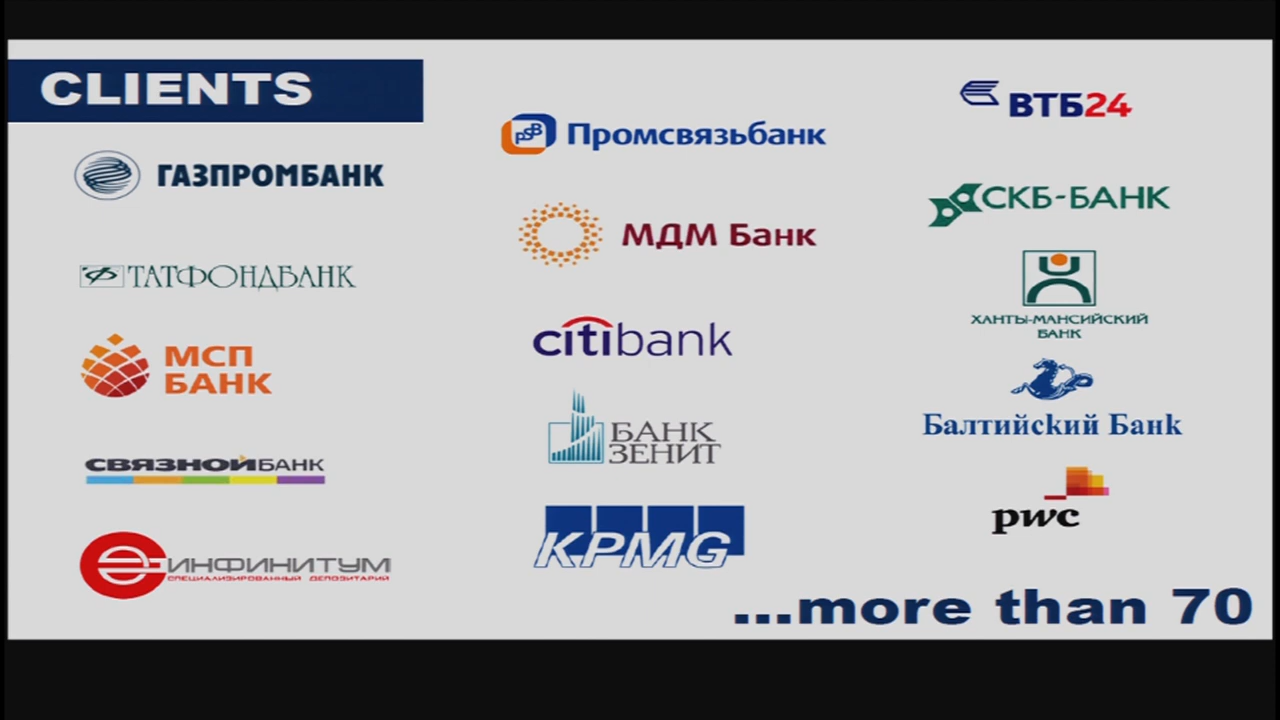 CLIENTS
ГАЗПРОМБАНК
ТАТФОНДБАНК
МСП
БАНК
СВЯЗНОЙБАНК
ИНФИНИТУМ
СПЕЦИАЛИЗИРОВАННЫЙ ДЕПОЗИТАРИЙ
PSB Промсвязьбанк
МДМ Банк
citibank
БАНК
ЗЕНИТ
KPMG
ВТБ24
СКБ-БАНК
ХАНТЫ-МАНСИЙСКИЙ
БАНК
Балтийский Банк
pwc
...more than 70